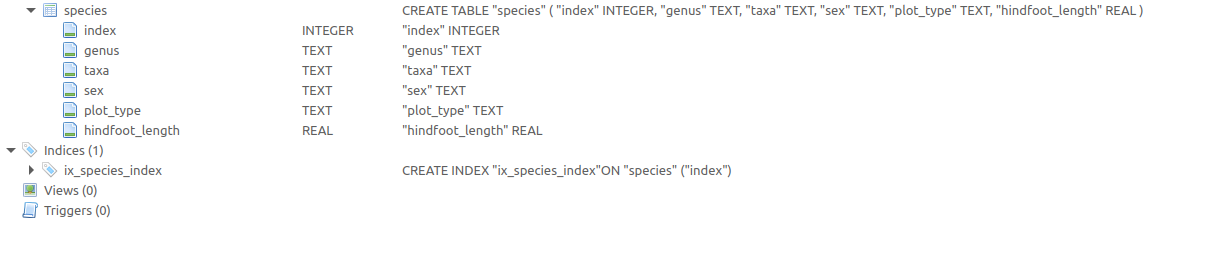 species CREATE TABLE "species" ( "index" INTEGER, "genus" TEXT, "taxa" TEXT, "sex" TEXT, "plot_type" TEXT, "hindfoot_length" REAL )
index INTEGER "index" INTEGER
genus TEXT "genus" TEXT
taxa TEXT "taxa" TEXT
sex TEXT "sex" TEXT
plot_type TEXT "plot_type" TEXT
hindfoot_length REAL "hindfoot_length" REAL
Indices (1)
ix_species_index CREATE INDEX "ix_species_index"ON "species" ("index")
Views (0)
Triggers (0)